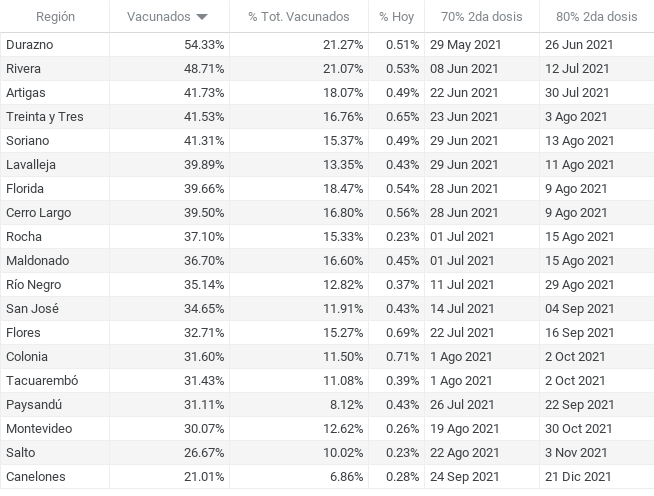 Región Vacunados % Tot. Vacunados % Hoy 70% 2da dosis 80% 2da dosis
Durazno 54.33% 21.27% 0.51% 29 May 2021 26 Jun 2021
Rivera 48.71% 21.07% 0.53% 08 Jun 2021 12 Jul 2021
Artigas 41.73% 18.07% 0.49% 22 Jun 2021 30 Jul 2021
Treinta y Tres 41.53% 16.76% 0.65% 23 Jun 2021 3 Ago 2021
Soriano 41.31% 15.37% 0.49% 29 Jun 2021 13 Ago 2021
Lavalleja 39.89% 13.35% 0.43% 29 Jun 2021 11 Ago 2021
Florida 39.66% 18.47% 0.54% 28 Jun 2021 9 Ago 2021
Cerro Largo 39.50% 16.80% 0.56% 28 Jun 2021 9 Ago 2021
Rocha 37.10% 15.33% 0.23% 01 Jul 2021 15 Ago 2021
Maldonado 36.70% 16.60% 0.45% 01 Jul 2021 15 Ago 2021
Río Negro 35.14% 12.82% 0.37% 11 Jul 2021 29 Ago 2021
San José 34.65% 11.91% 0.43% 14 Jul 2021 04 Sep 2021
Flores 32.71% 15.27% 0.69% 22 Jul 2021 16 Sep 2021
Colonia 31.60% 11.50% 0.71% 1 Ago 2021 2 Oct 2021
Tacuarembó 31.43% 11.08% 0.39% 1 Ago 2021 2 Oct 2021
Paysandú 31.11% 8.12% 0.43% 26 Jul 2021 22 Sep 2021
Montevideo 30.07% 12.62% 0.26% 19 Ago 2021 30 Oct 2021
Salto 26.67% 10.02% 0.23% 22 Ago 2021 3 Nov 2021
Canelones 21.01% 6.86% 0.28% 24 Sep 2021 21 Dic 2021